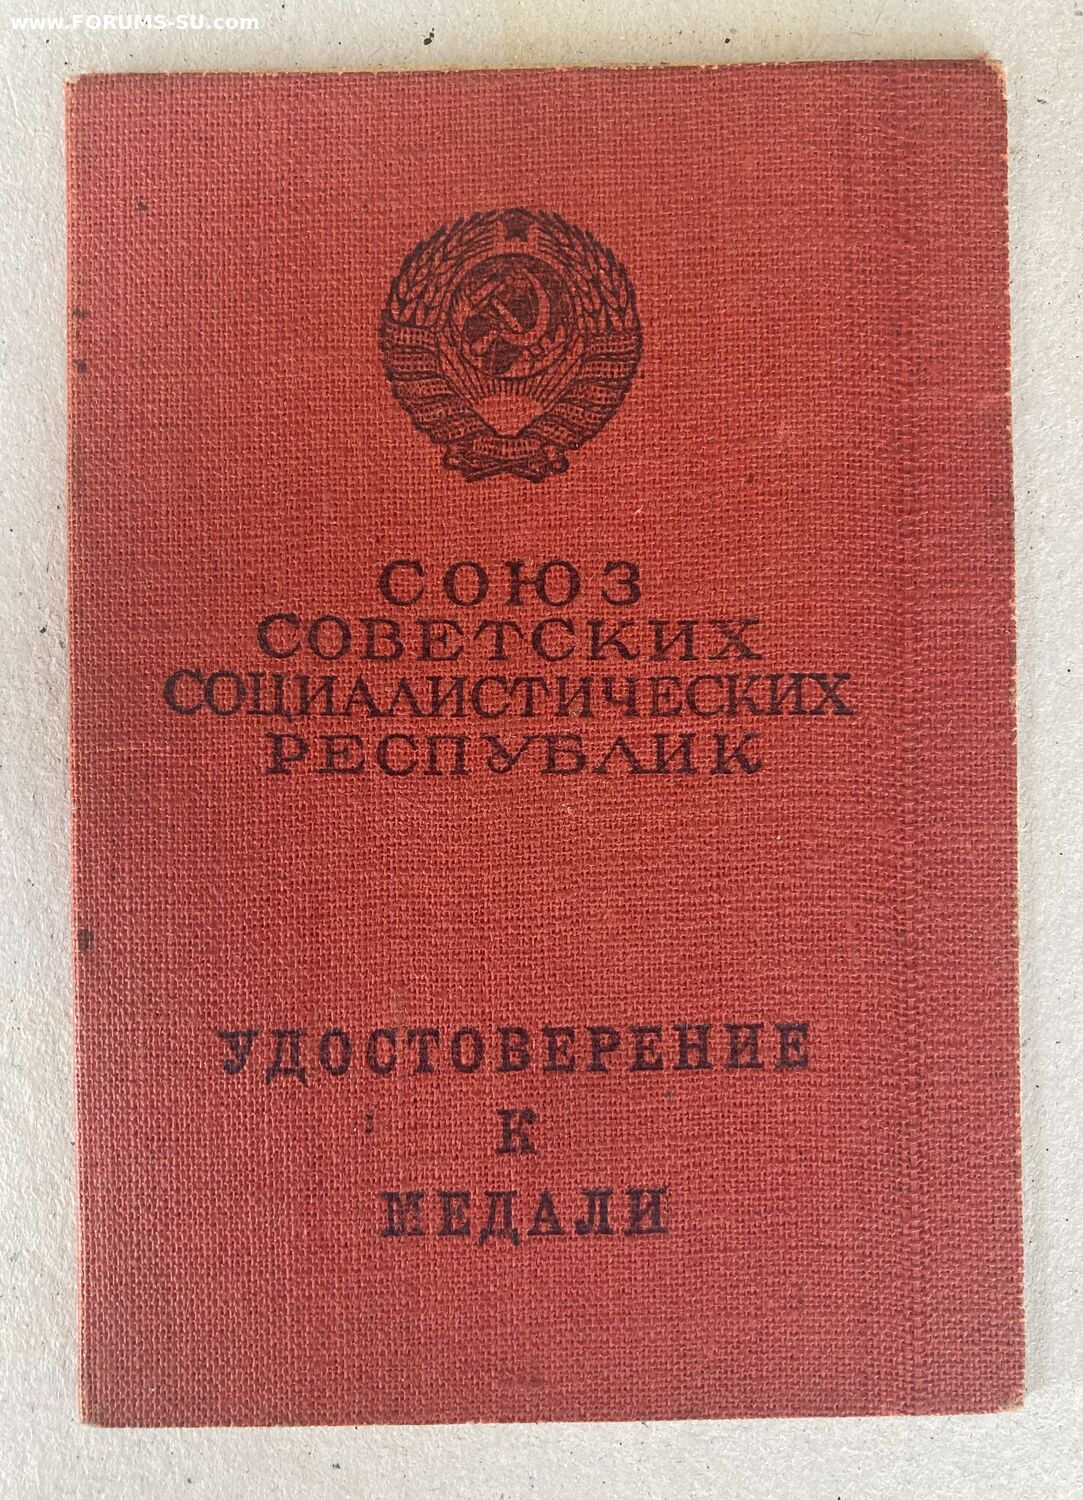 www.FORUMS-SU.com
СОЮЗ
СОВЕТСКИХ
СОЦИАЛИСТИЧЕСКИХ
РЕСПУБЛИК
УДОСТОВЕРЕНИЕ
К
МЕДАЛИ